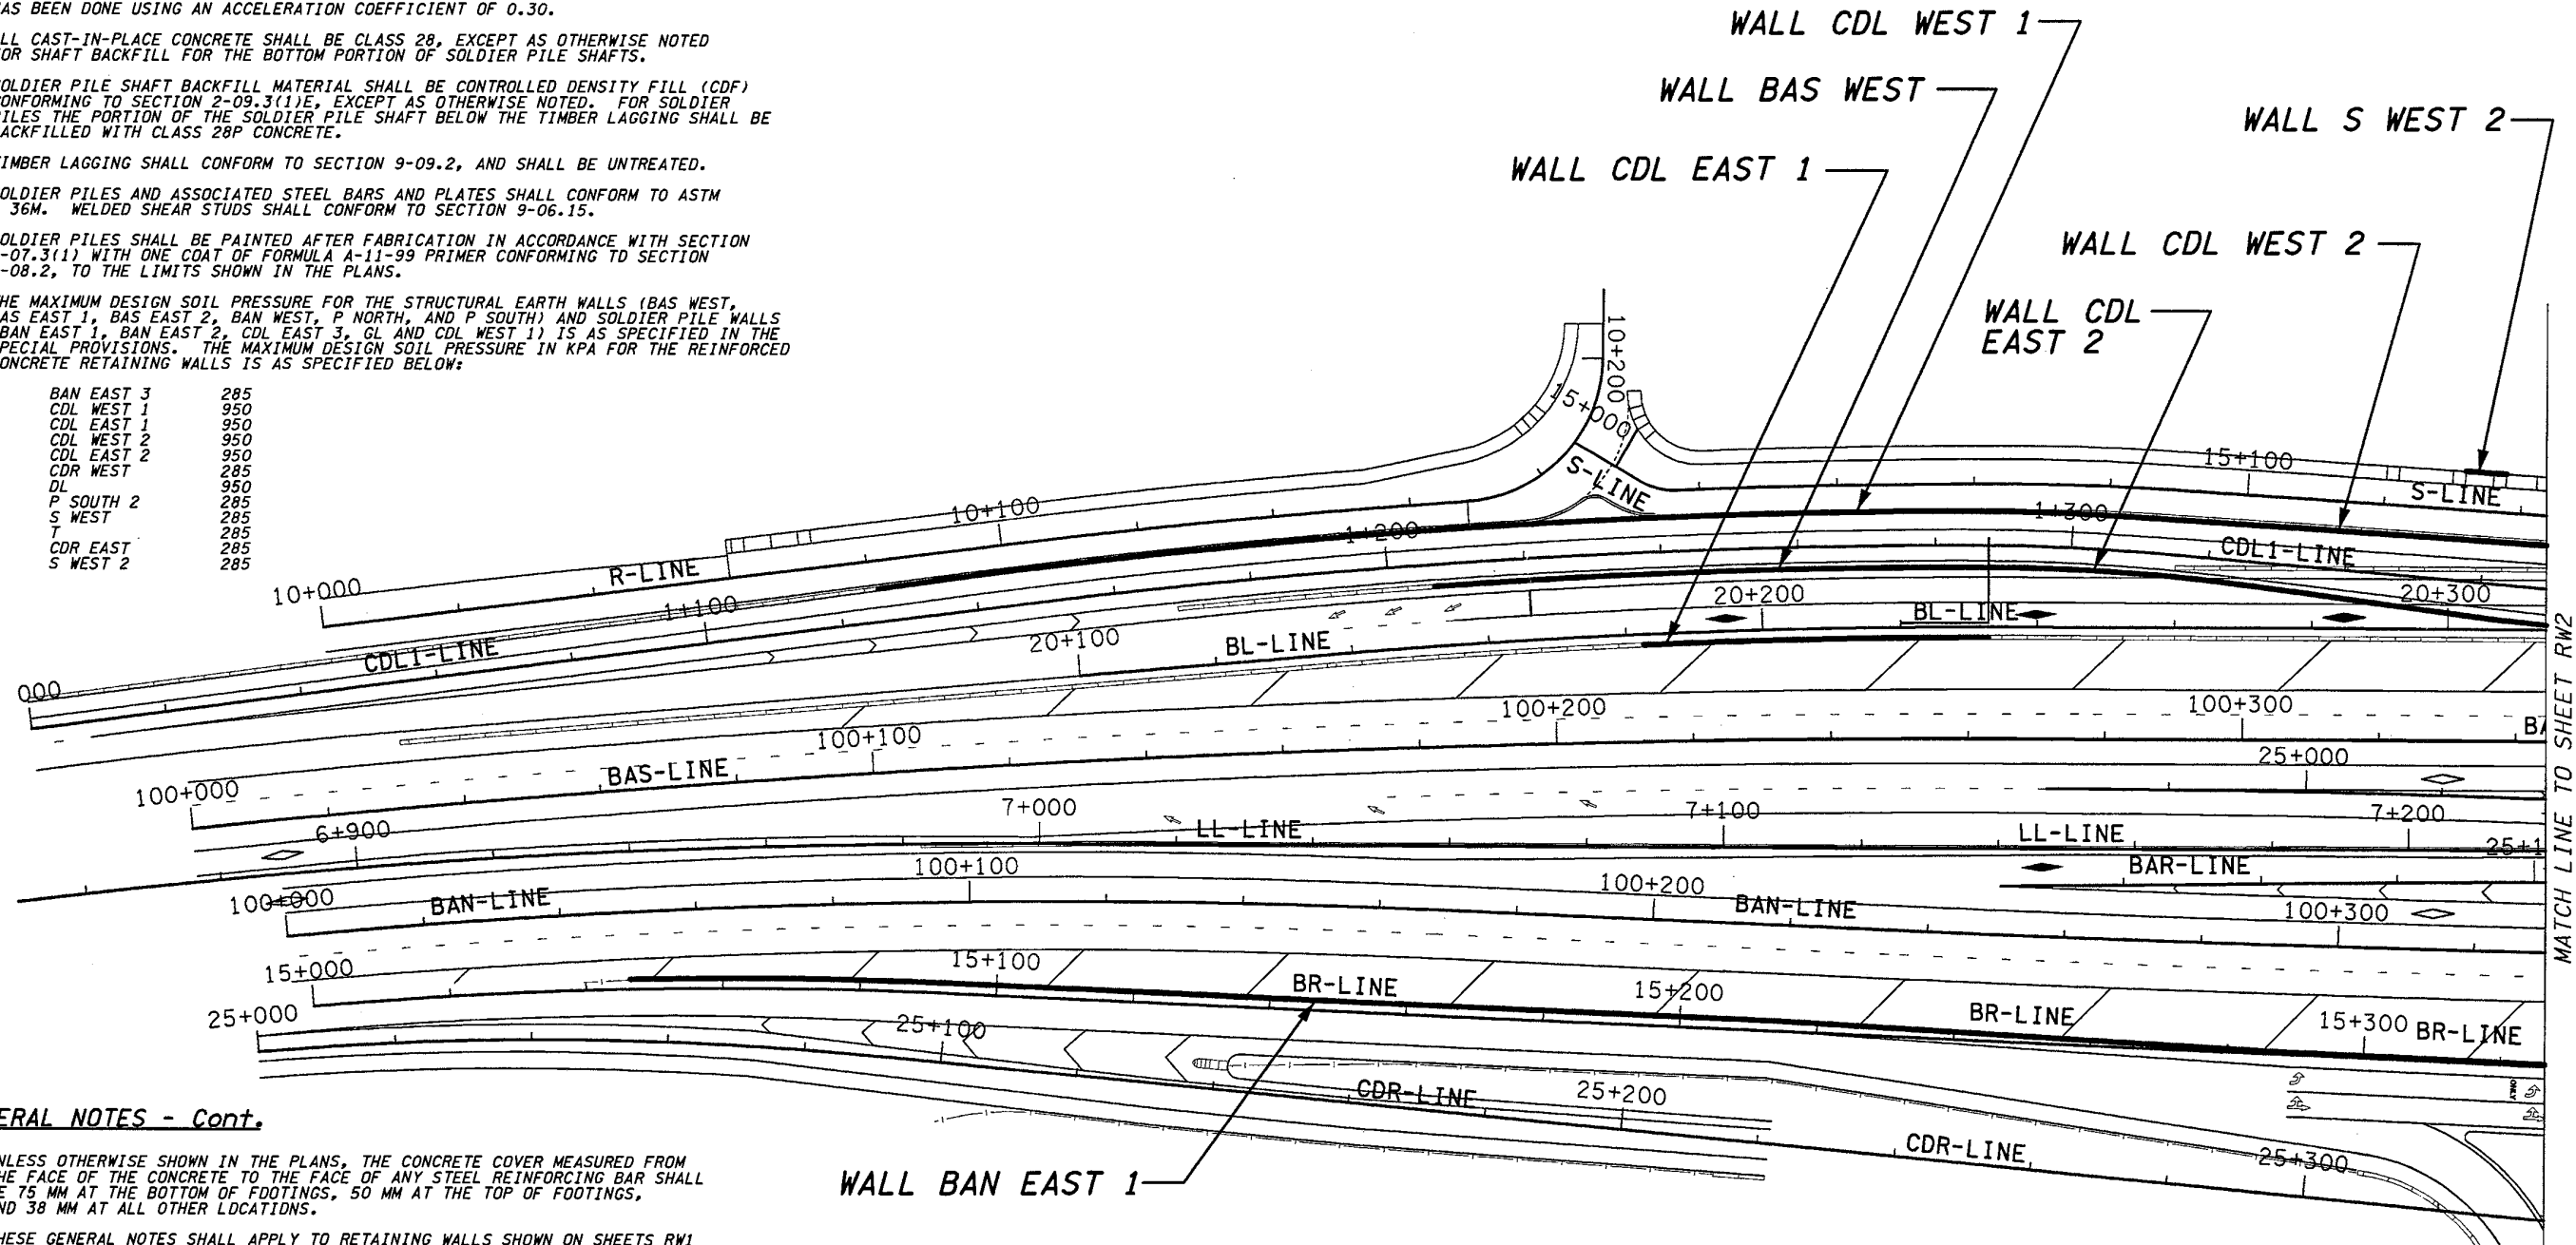 AS BEEN DONE USING AN ACCELERATION COEFFICIENT OF 0.30.
LL CAST-IN-PLACE CONCRETE SHALL BE CLASS 28, EXCEPT AS OTHERWISE NOTED
OR SHAFT BACKFILL FOR THE BOTTOM PORTION OF SOLDIER PILE SHAFTS.
OLDIER PILE SHAFT BACKFILL MATERIAL SHALL BE CONTROLLED DENSITY FILL (CDF)
ONFORMING TO SECTION 2-09.3(1)E, EXCEPT AS OTHERWISE NOTED. FOR SOLDIER
ILES THE PORTION OF THE SOLDIER PILE SHAFT BELOW THE TIMBER LAGGING SHALL BE
ACKFILLED WITH CLASS 28P CONCRETE.
IMBER LAGGING SHALL CONFORM TO SECTION 9-09.2, AND SHALL BE UNTREATED.
OLDIER PILES AND ASSOCIATED STEEL BARS AND PLATES SHALL CONFORM TO ASTM
36M. WELDED SHEAR STUDS SHALL CONFORM TO SECTION 9-06.15.
OLDIER PILES SHALL BE PAINTED AFTER FABRICATION IN ACCORDANCE WITH SECTION
-07.3(1) WITH ONE COAT OF FORMULA A-11-99 PRIMER CONFORMING TO SECTION
-08.2, TO THE LIMITS SHOWN IN THE PLANS.
HE MAXIMUM DESIGN SOIL PRESSURE FOR THE STRUCTURAL EARTH WALLS (BAS WEST,
AS EAST 1, BAS EAST 2, BAN WEST, P NORTH, AND P SOUTH) AND SOLDIER PILE WALLS
BAN EAST 1, BAN EAST 2, CDL EAST 3, GL AND CDL WEST 1) IS AS SPECIFIED IN THE
PECIAL PROVISIONS. THE MAXIMUM DESIGN SOIL PRESSURE IN KPA FOR THE REINFORCED
ONCRETE RETAINING WALLS IS AS SPECIFIED BELOW:
BAN EAST 3 285
CDL WEST 1 950
CDL EAST 1 950
CDL WEST 2 950
CDL EAST 2 950
CDR WEST 285
DL 950
P SOUTH 2 285
S WEST 285
T 285
CDR EAST 285
S WEST 2 285
WALL CDL WEST 1
WALL BAS WEST
WALL S WEST 2
WALL CDL EAST 1
WALL CDL WEST 2
WALL CDL
EAST 2
10+200
15+000
S-LINE
15+100
S-LINE
10+000
R-LINE
10+100
1+200
1+300
CDL1-LINE
000
CDL1-LINE
1+100
20+100
BL-LINE
20+200
BL-LINE
20+300
100+000
BAS-LINE
100+100
100+200
100+300
BA
25+000
6+900
7+000
LL-LINE
7+100
LL-LINE
7+200
25+1
BAR-LINE
100+000
BAN-LINE
100+100
100+200
BAN-LINE
100+300
15+000
15+100
BR-LINE
15+200
BR-LINE
15+300
BR-LINE
25+000
25+100
CDR-LINE
25+200
CDR-LINE
25+300
ONLY
WALL BAN EAST 1
MATCH LINE TO SHEET RW2
ERAL NOTES - Cont.
NLESS OTHERWISE SHOWN IN THE PLANS, THE CONCRETE COVER MEASURED FROM
HE FACE OF THE CONCRETE TO THE FACE OF ANY STEEL REINFORCING BAR SHALL
E 75 MM AT THE BOTTOM OF FOOTINGS, 50 MM AT THE TOP OF FOOTINGS,
ND 38 MM AT ALL OTHER LOCATIONS.
HESE GENERAL NOTES SHALL APPLY TO RETAINING WALLS SHOWN ON SHEETS RW1